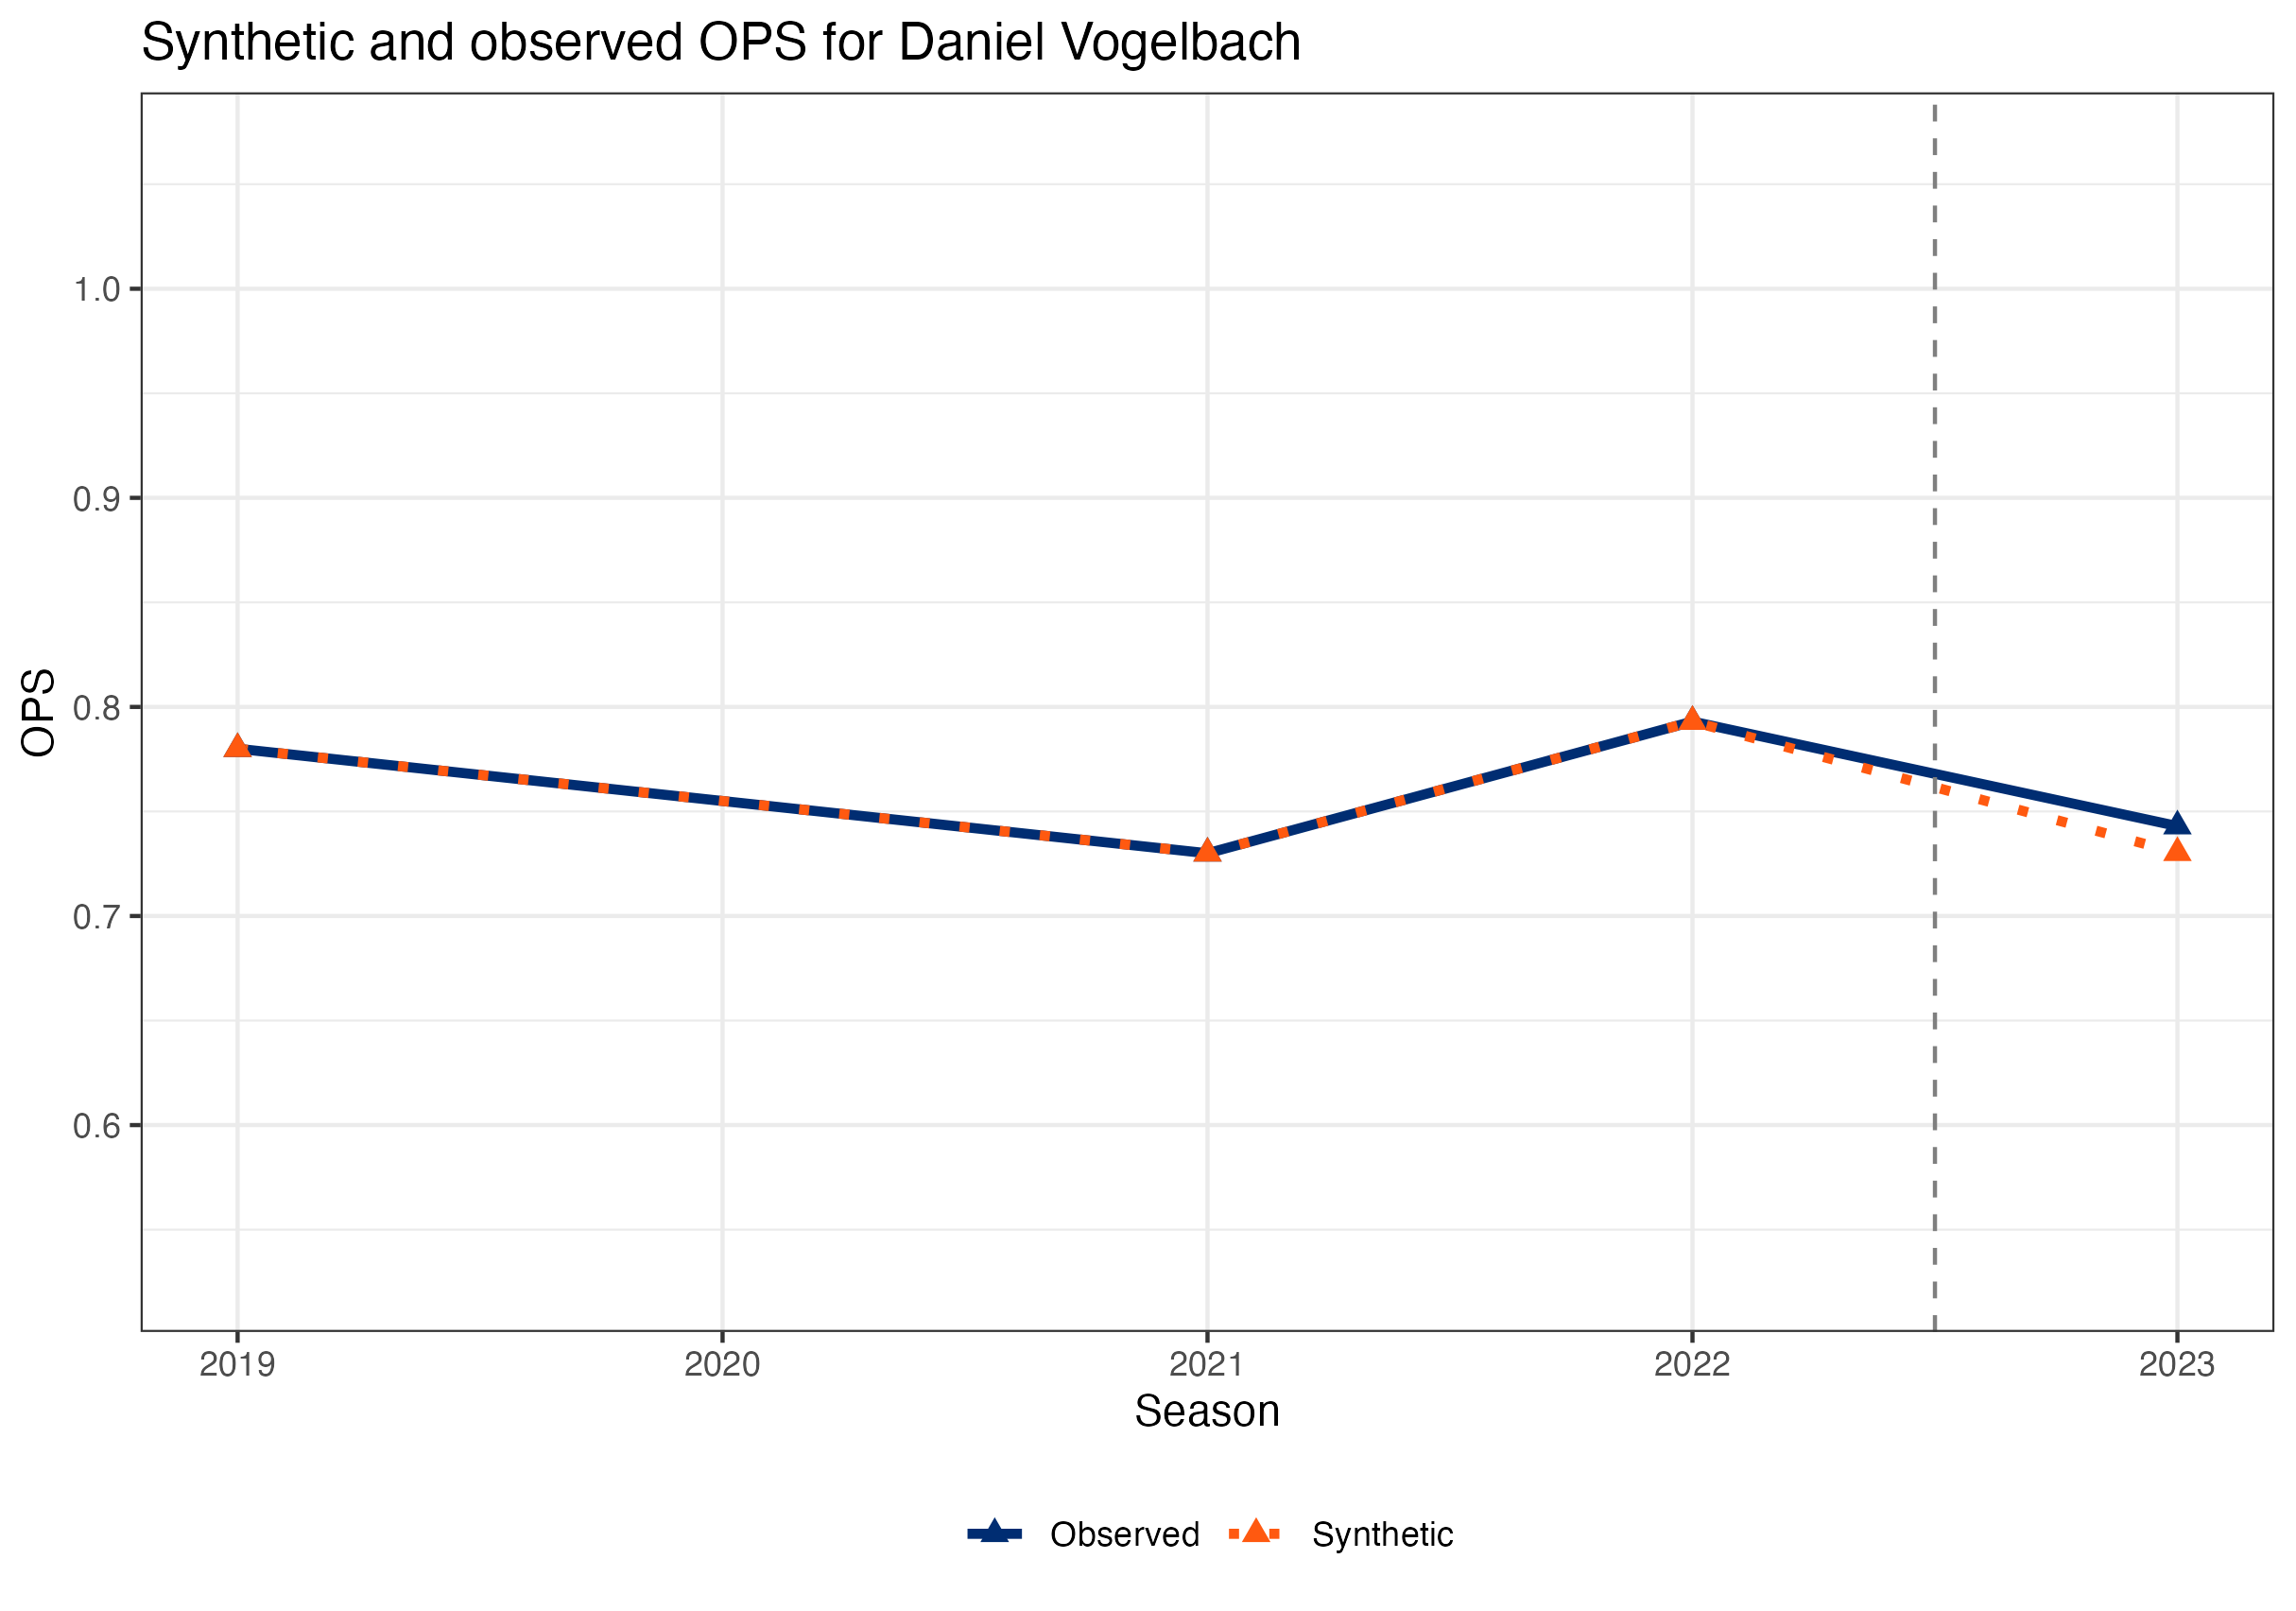 Synthetic and observed OPS for Daniel Vogelbach
OPS
1.0
0.9
0.8
0.7
0.6
2019 2020 2021 2022 2023
Season
Observed Synthetic